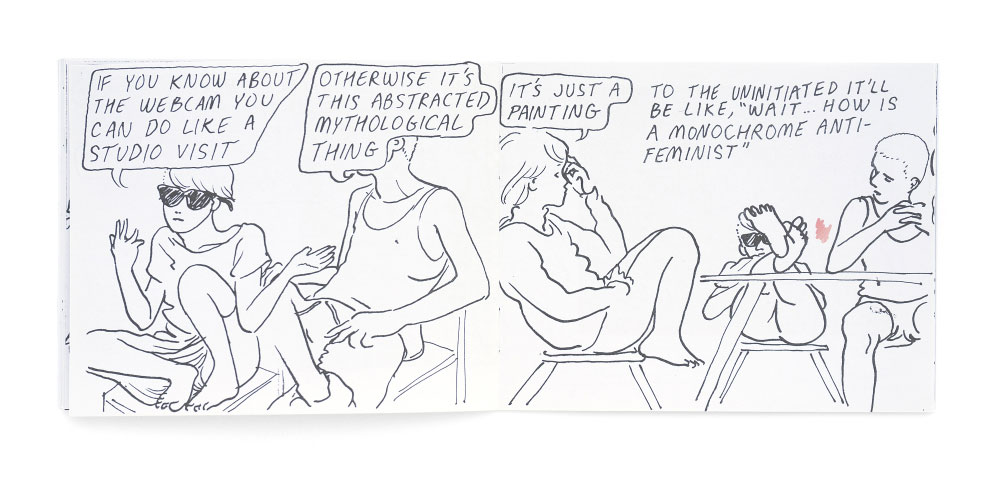 IF YOU KNOW ABOUT
THE WEBCAM YOU
CAN DO LIKE A
STUDIO VISIT
OTHERWISE IT'S
THIS ABSTRACTED
MYTHOLOGICAL
THING
IT'S JUST A
PAINTING
TO THE UNINITIATED IT'LL
BE LIKE, "WAIT... HOW IS
A MONOCHROME ANTI-
FEMINIST"